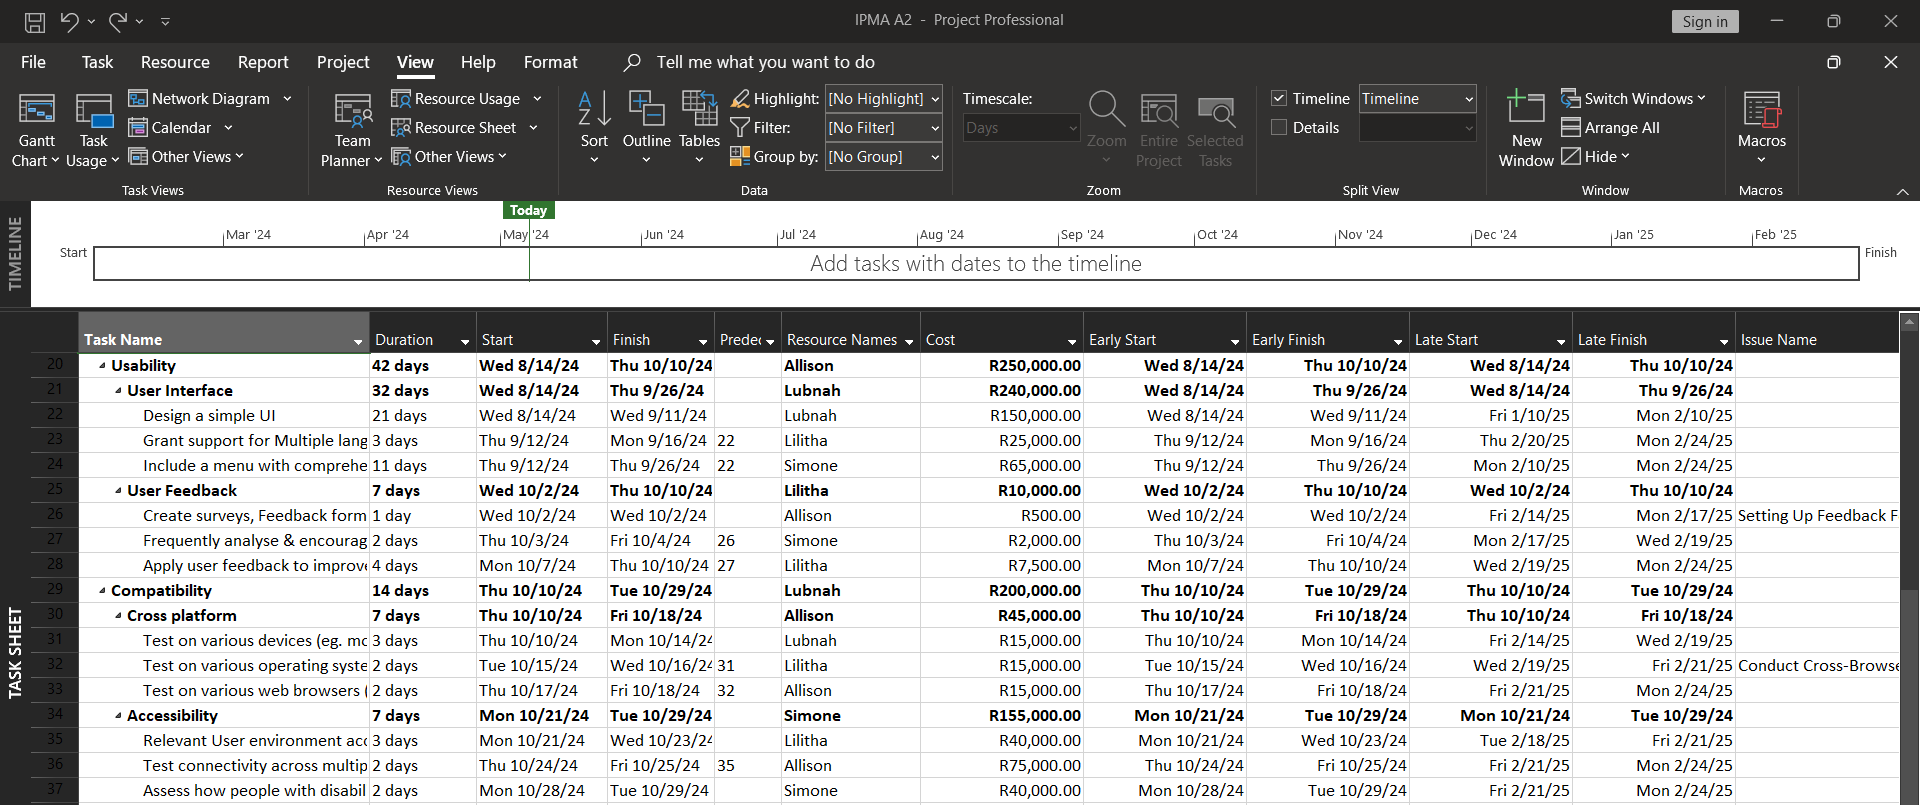 IPMA A2 - Project Professional
Sign in
File Task Resource Report Project View Help Format Tell me what you want to do
Gantt Chart
Task Usage
Network Diagram
Calendar
Other Views
Task Views
Team Planner
Resource Usage
Resource Sheet
Other Views
Resource Views
Sort
Outline
Tables
Highlight: [No Highlight]
Filter: [No Filter]
Group by: [No Group]
Data
Timescale:
Days
Zoom
Entire Project
Selected Tasks
Zoom
Timeline Timeline
Details
Split View
New Window
Switch Windows
Arrange All
Hide
Window
Macros
Macros
TIMELINE
Today
Mar '24 Apr '24 May '24 Jun '24 Jul '24 Aug '24 Sep '24 Oct '24 Nov '24 Dec '24 Jan '25 Feb '25
Start
Add tasks with dates to the timeline
Finish
TASK SHEET
Task Name Duration Start Finish Predec Resource Names Cost Early Start Early Finish Late Start Late Finish Issue Name
20 Usability 42 days Wed 8/14/24 Thu 10/10/24 Allison R250,000.00 Wed 8/14/24 Thu 10/10/24 Wed 8/14/24 Thu 10/10/24
21 User Interface 32 days Wed 8/14/24 Thu 9/26/24 Lubnah R240,000.00 Wed 8/14/24 Thu 9/26/24 Wed 8/14/24 Thu 9/26/24
22 Design a simple UI 21 days Wed 8/14/24 Wed 9/11/24 Lubnah R150,000.00 Wed 8/14/24 Wed 9/11/24 Fri 1/10/25 Mon 2/10/25
23 Grant support for Multiple lang 3 days Thu 9/12/24 Mon 9/16/24 22 Lilitha R25,000.00 Thu 9/12/24 Mon 9/16/24 Thu 2/20/25 Mon 2/24/25
24 Include a menu with comprehe 11 days Thu 9/12/24 Thu 9/26/24 22 Simone R65,000.00 Thu 9/12/24 Thu 9/26/24 Mon 2/10/25 Mon 2/24/25
25 User Feedback 7 days Wed 10/2/24 Thu 10/10/24 Lilitha R10,000.00 Wed 10/2/24 Thu 10/10/24 Wed 10/2/24 Thu 10/10/24
26 Create surveys, Feedback form 1 day Wed 10/2/24 Wed 10/2/24 Allison R500.00 Wed 10/2/24 Wed 10/2/24 Fri 2/14/25 Mon 2/17/25 Setting Up Feedback F
27 Frequently analyse & encourag 2 days Thu 10/3/24 Fri 10/4/24 26 Simone R2,000.00 Thu 10/3/24 Fri 10/4/24 Mon 2/17/25 Wed 2/19/25
28 Apply user feedback to improve 4 days Mon 10/7/24 Thu 10/10/24 27 Lilitha R7,500.00 Mon 10/7/24 Thu 10/10/24 Wed 2/19/25 Mon 2/24/25
29 Compatibility 14 days Thu 10/10/24 Tue 10/29/24 Lubnah R200,000.00 Thu 10/10/24 Tue 10/29/24 Thu 10/10/24 Tue 10/29/24
30 Cross platform 7 days Thu 10/10/24 Fri 10/18/24 Allison R45,000.00 Thu 10/10/24 Fri 10/18/24 Thu 10/10/24 Fri 10/18/24
31 Test on various devices (eg. mc 3 days Thu 10/10/24 Mon 10/14/24 Lubnah R15,000.00 Thu 10/10/24 Mon 10/14/24 Fri 2/14/25 Wed 2/19/25
32 Test on various operating syste 2 days Tue 10/15/24 Wed 10/16/24 31 Lilitha R15,000.00 Tue 10/15/24 Wed 10/16/24 Wed 2/19/25 Fri 2/21/25 Conduct Cross-Browse
33 Test on various web browsers ( 2 days Thu 10/17/24 Fri 10/18/24 32 Allison R15,000.00 Thu 10/17/24 Fri 10/18/24 Fri 2/21/25 Mon 2/24/25
34 Accessibility 7 days Mon 10/21/24 Tue 10/29/24 Simone R155,000.00 Mon 10/21/24 Tue 10/29/24 Mon 10/21/24 Tue 10/29/24
35 Relevant User environment acc 3 days Mon 10/21/24 Wed 10/23/24 Lilitha R40,000.00 Mon 10/21/24 Wed 10/23/24 Tue 2/18/25 Fri 2/21/25
36 Test connectivity across multip 2 days Thu 10/24/24 Fri 10/25/24 35 Allison R75,000.00 Thu 10/24/24 Fri 10/25/24 Fri 2/21/25 Mon 2/24/25
37 Assess how people with disabil 2 days Mon 10/28/24 Tue 10/29/24 Simone R40,000.00 Mon 10/28/24 Tue 10/29/24 Fri 2/21/25 Mon 2/24/25